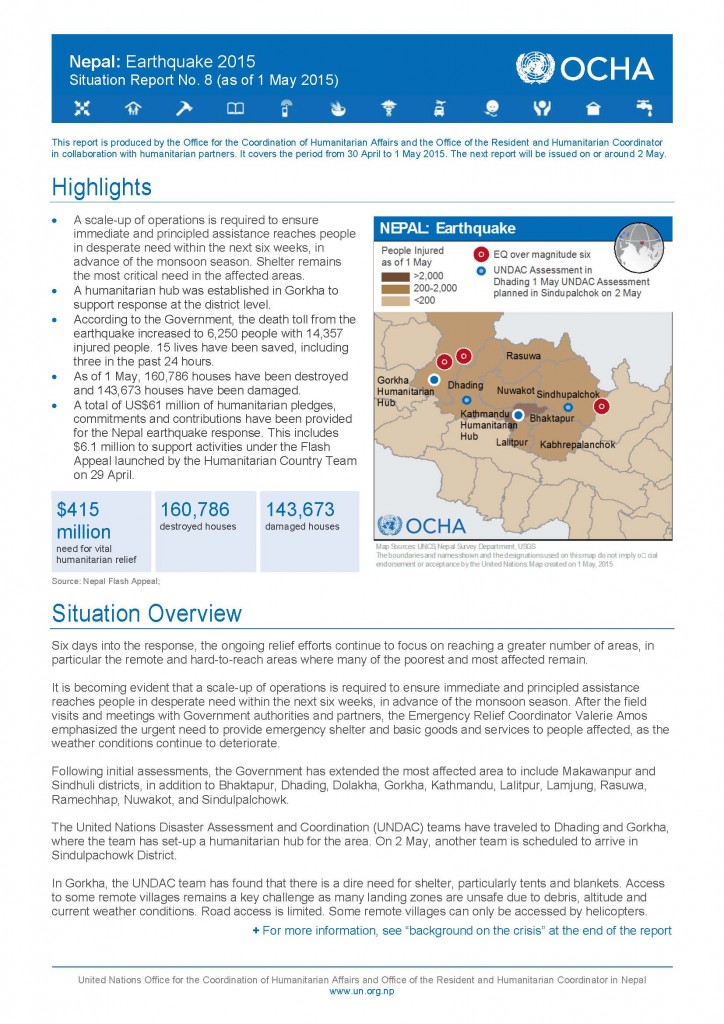 Nepal: Earthquake 2015
Situation Report No. 8 (as of 1 May 2015)
OCHA
This report is produced by the Office for the Coordination of Humanitarian Affairs and the Office of the Resident and Humanitarian Coordinator
in collaboration with humanitarian partners. It covers the period from 30 April to 1 May 2015. The next report will be issued on or around 2 May.
Highlights
• A scale-up of operations is required to ensure
immediate and principled assistance reaches people
in desperate need within the next six weeks, in
advance of the monsoon season. Shelter remains
the most critical need in the affected areas.
• A humanitarian hub was established in Gorkha to
support response at the district level.
• According to the Government, the death toll from the
earthquake increased to 6,250 people with 14,357
injured people. 15 lives have been saved, including
three in the past 24 hours.
• As of 1 May, 160,786 houses have been destroyed
and 143,673 houses have been damaged.
• A total of US$61 million of humanitarian pledges,
commitments and contributions have been provided
for the Nepal earthquake response. This includes
$6.1 million to support activities under the Flash
Appeal launched by the Humanitarian Country Team
on 29 April.
$415
million
need for vital
humanitarian relief
160,786
destroyed houses
143,673
damaged houses
Source: Nepal Flash Appeal;
NEPAL: Earthquake
People Injured
as of 1 May
>2,000
200-2,000
<200
EQ over magnitude six
UNDAC Assessment in
Dhading 1 May UNDAC Assessment
planned in Sindupalchok on 2 May
Rasuwa
Gorkha
Humanitarian
Hub
Dhading
Nuwakot
Sindhupalchok
Kathmandu
Humanitarian
Hub
Bhaktapur
Lalitpur
Kabhrepalanchok
OCHA
Map Sources: UNCS, Nepal Survey Department, USGS
The boundaries and names shown and the designations used on this map do not imply o□cial
endorsement or acceptance by the United Nations. Map created on 1 May, 2015
Situation Overview
Six days into the response, the ongoing relief efforts continue to focus on reaching a greater number of areas, in
particular the remote and hard-to-reach areas where many of the poorest and most affected remain.
It is becoming evident that a scale-up of operations is required to ensure immediate and principled assistance
reaches people in desperate need within the next six weeks, in advance of the monsoon season. After the field
visits and meetings with Government authorities and partners, the Emergency Relief Coordinator Valerie Amos
emphasized the urgent need to provide emergency shelter and basic goods and services to people affected, as the
weather conditions continue to deteriorate.
Following initial assessments, the Government has extended the most affected area to include Makawanpur and
Sindhuli districts, in addition to Bhaktapur, Dhading, Dolakha, Gorkha, Kathmandu, Lalitpur, Lamjung, Rasuwa,
Ramechhap, Nuwakot, and Sindulpalchowk.
The United Nations Disaster Assessment and Coordination (UNDAC) teams have traveled to Dhading and Gorkha,
where the team has set-up a humanitarian hub for the area. On 2 May, another team is scheduled to arrive in
Sindulpachowk District.
In Gorkha, the UNDAC team has found that there is a dire need for shelter, particularly tents and blankets. Access
to some remote villages remains a key challenge as many landing zones are unsafe due to debris, altitude and
current weather conditions. Road access is limited. Some remote villages can only be accessed by helicopters.
+ For more information, see “background on the crisis” at the end of the report
United Nations Office for the Coordination of Humanitarian Affairs and Office of the Resident and Humanitarian Coordinator in Nepal
www.un.org.np